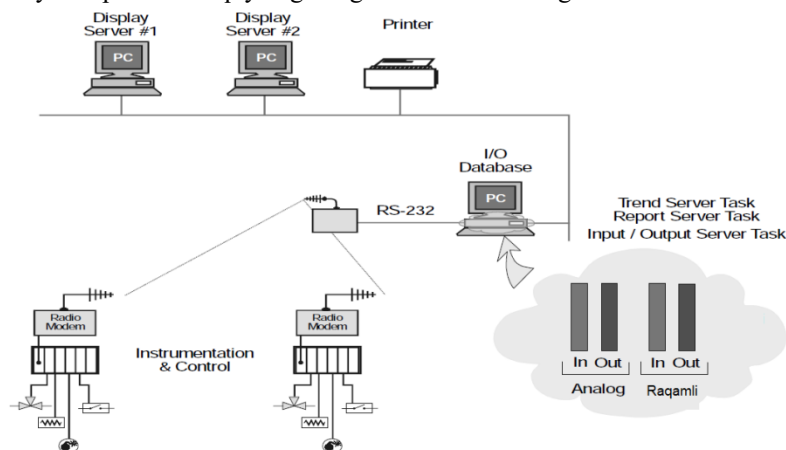 Display
Server #1
Display
Server #2
Printer
PC
PC
I/O
Database
PC
RS-232
Trend Server Task
Report Server Task
Input / Output Server Task
Radio
Modem
Radio
Modem
Instrumentation
& Control
In Out
In Out
Analog
Raqamli